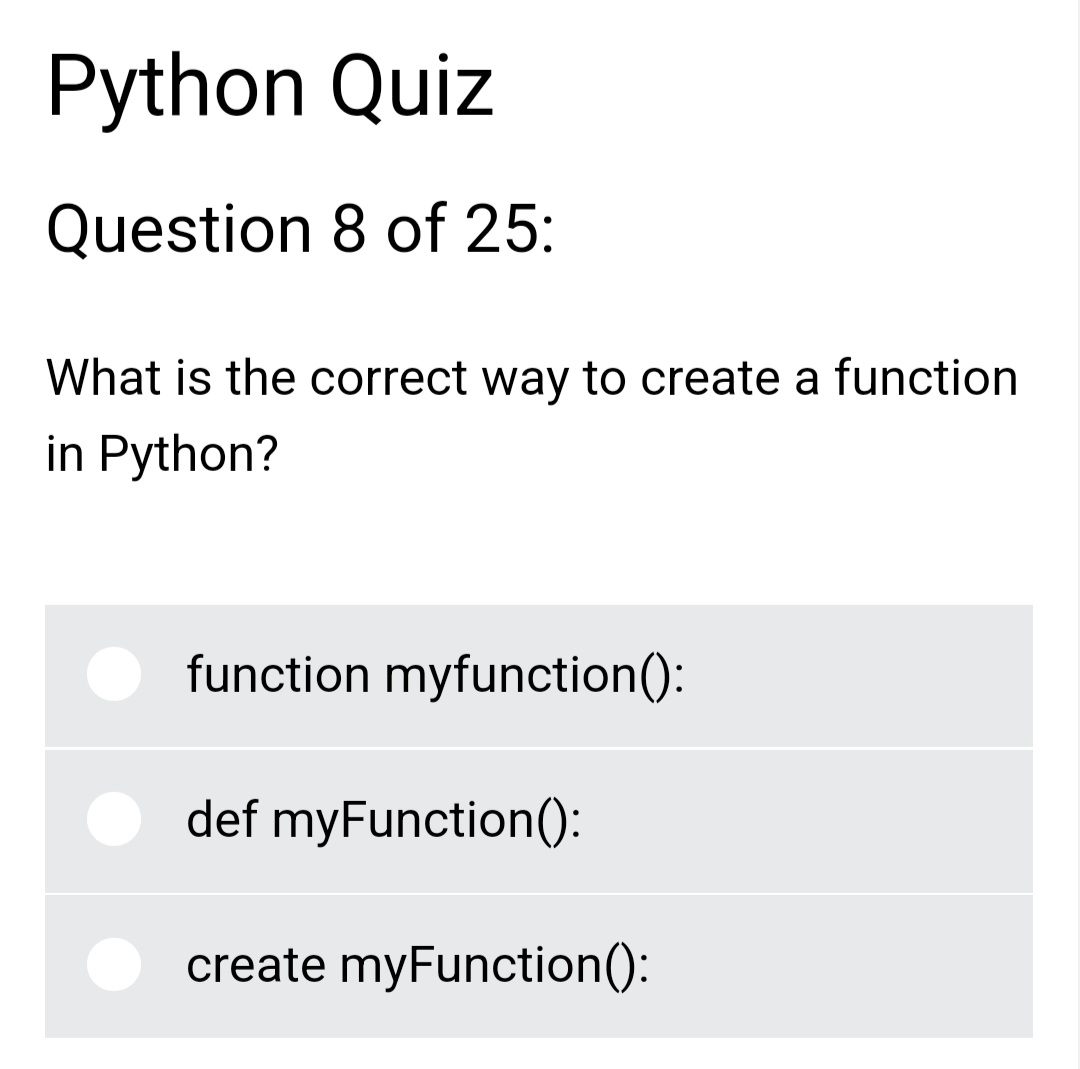 Python Quiz
Question 8 of 25:
What is the correct way to create a function
in Python?
function myfunction():
def myFunction():
create myFunction():